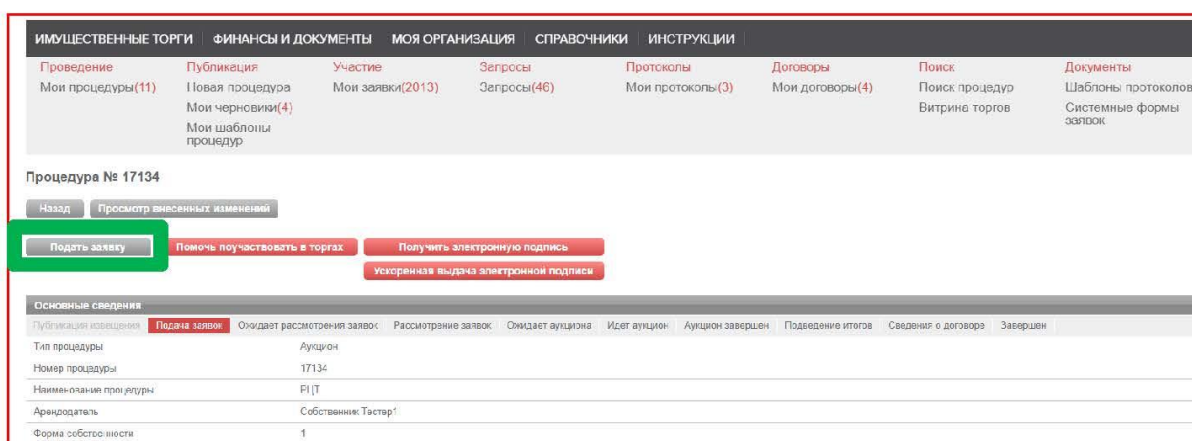 ИМУЩЕСТВЕННЫЕ ТОРГИ ФИНАНСЫ И ДОКУМЕНТЫ МОЯ ОРГАНИЗАЦИЯ СПРАВОЧНИКИ ИНСТРУКЦИИ
Проведение Публикация Участие Запросы Протоколы Договоры Поиск Документы
Мои процедуры(11) Новая процедура Мои заявки(2013) Запросы(46) Мои протоколы(3) Мои договоры(4) Поиск процедур Шаблоны протоколов
Мои черновики(4) Витрина торгов Системные формы
Мои шаблоны заявок
процедур
Процедура № 17134
Назад Просмотр внесенных изменений
Подать заявку Помочь поучаствовать в торгах Получить электронную подпись
Ускоренная выдача электронной подписи
Основные сведения
Публикация извещения Подача заявок Ожидает рассмотрения заявок Рассмотрение заявок Ожидает аукциона Идет аукцион Аукцион завершен Подведение итогов Сведения о договоре Завершен
Тип процедуры Аукцион
Номер процедуры 17134
Наименование процедуры
Арендодатель Собственник Тестер1
Форма собственности 1